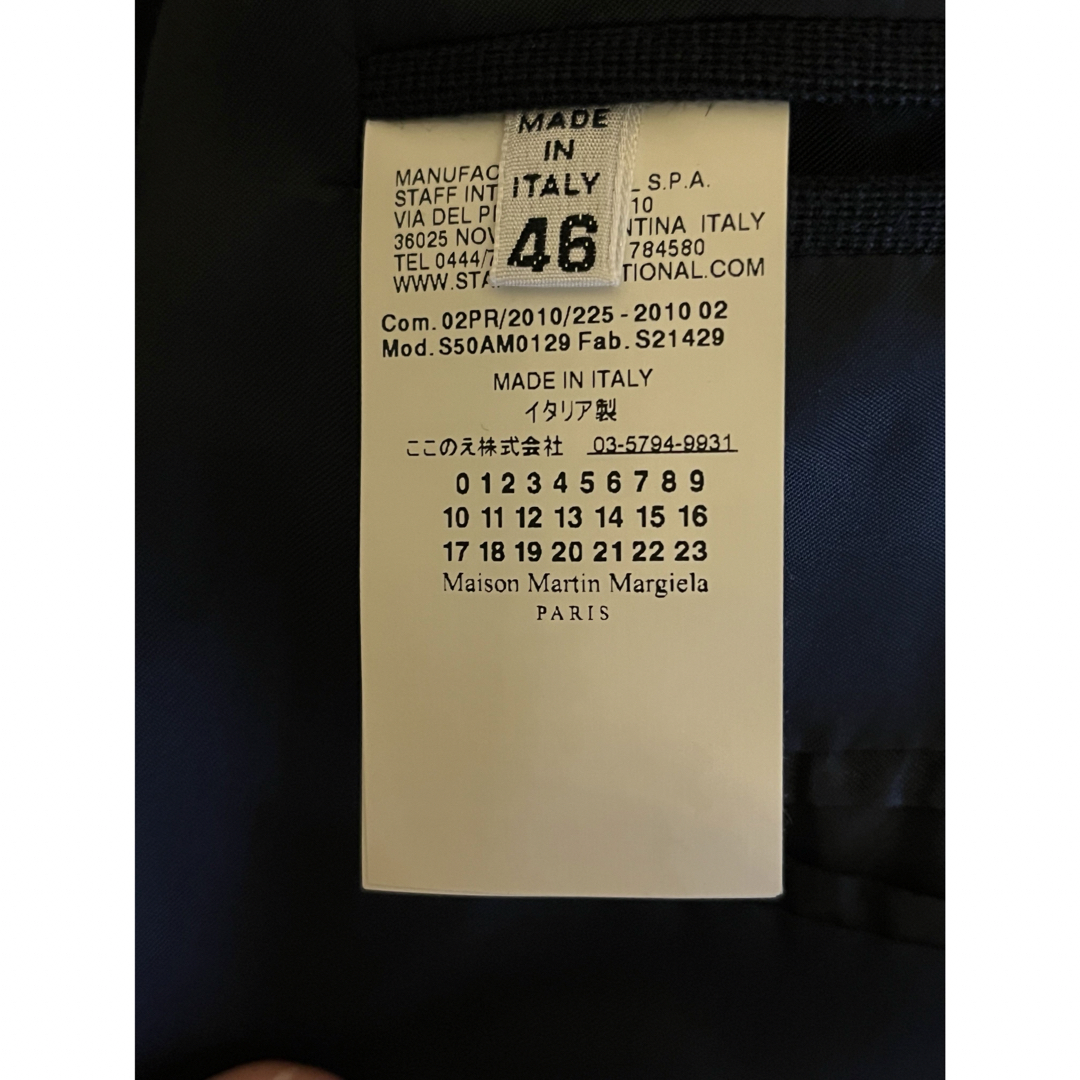 MADE
IN
ITALY
46
MANUFAC
STAFF INT L S.P.A.
VIA DEL P 10
36025 NOV NTINA ITALY
TEL 0444/7 784580
WWW.STA TIONAL.COM
Com. 02PR/2010/225 - 2010 02
Mod. S50AM0129 Fab. S21429
MADE IN ITALY
イタリア製
ここのえ株式会社 03-5794-9931
0 1 2 3 4 5 6 7 8 9
10 11 12 13 14 15 16
17 18 19 20 21 22 23
Maison Martin Margiela
PARIS